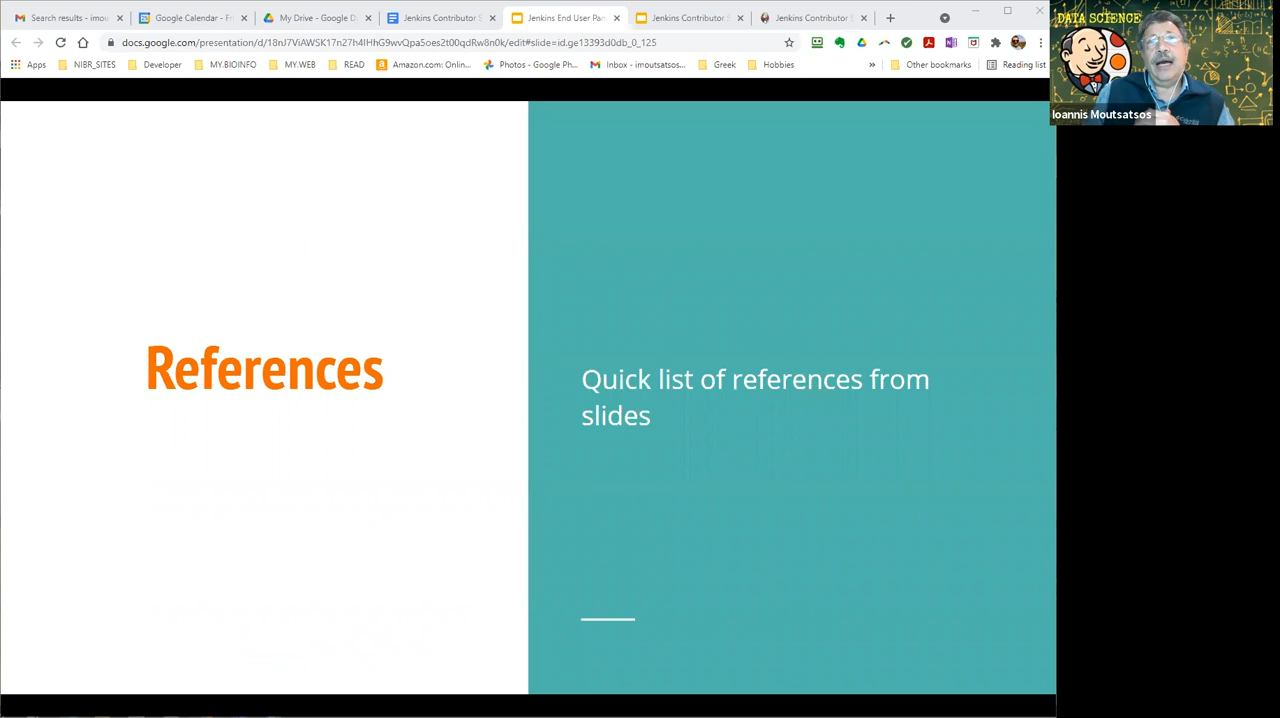 Search results - imou
Google Calendar - Fr
My Drive - Google D
Jenkins Contributor S
Jenkins End User Pan
Jenkins Contributor S
Jenkins Contributor S
docs.google.com/presentation/d/18nJ7ViAWSK17n27h4IHhG9wvQpa5oes2t00qdRw8n0k/edit#slide=id.ge13393d0db_0_125
Apps
NIBR_SITES
Developer
MY.BIOINFO
MY.WEB
READ
Amazon.com: Onlin...
Photos - Google Ph...
Inbox - imoutsatsos...
Greek
Hobbies
»
Other bookmarks
Reading list
DATA SCIENCE
Ioannis Moutsatsos
References
Quick list of references from
slides